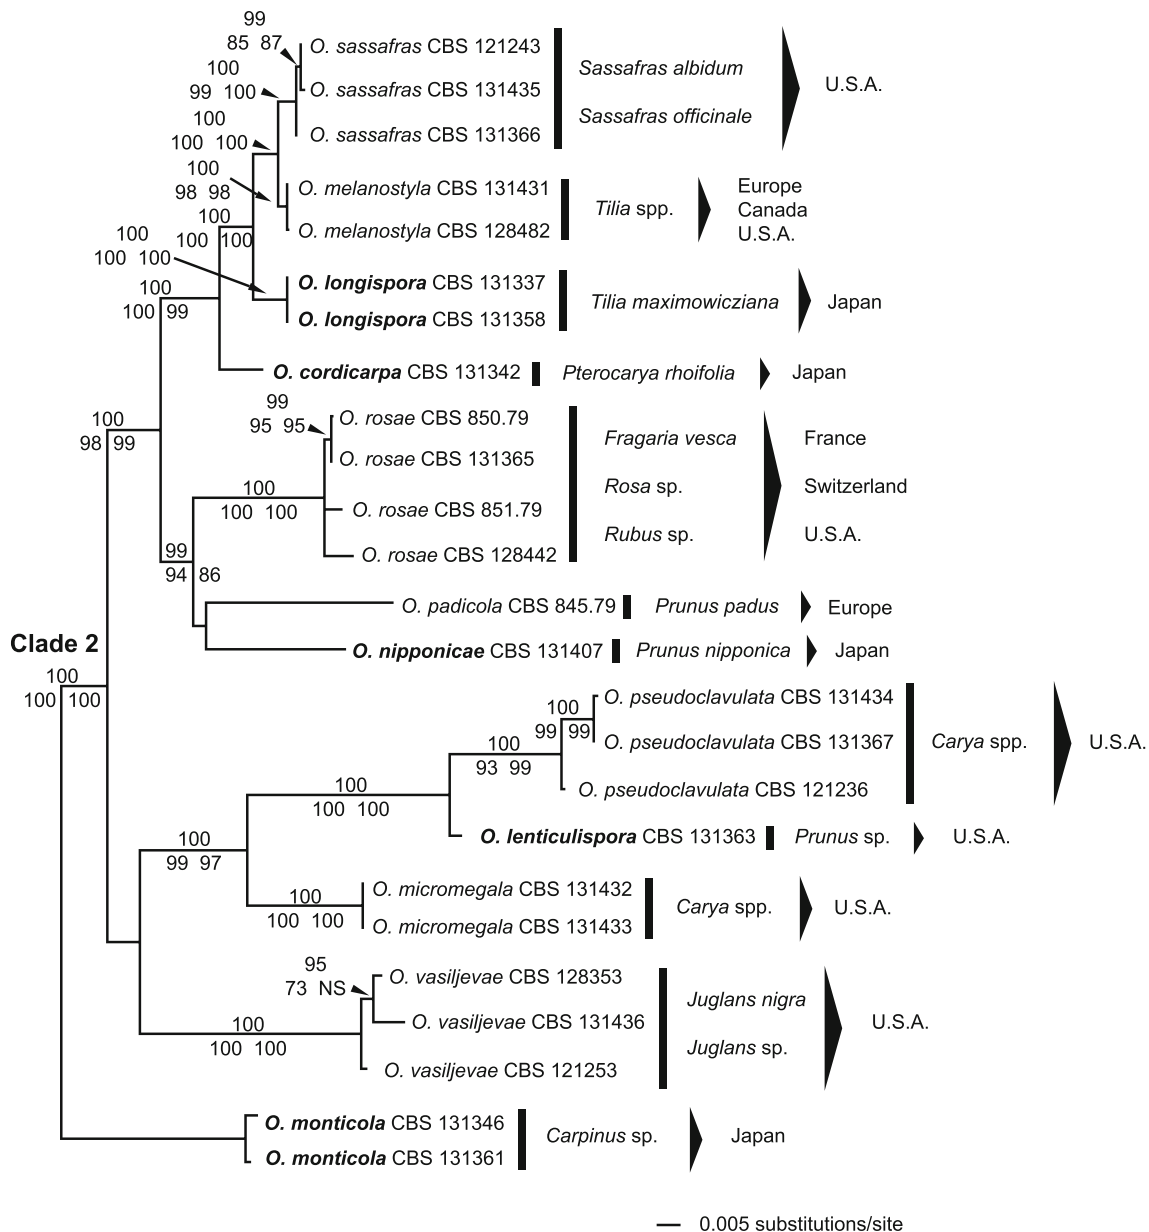 99
85 87
O. sassafras CBS 121243
100
99 100
O. sassafras CBS 131435
100
100 100
O. sassafras CBS 131366
Sassafras albidum
Sassafras officinale
U.S.A.
100
98 98
O. melanostyla CBS 131431
O. melanostyla CBS 128482
Tilia spp.
Europe
Canada
U.S.A.
100
100 100
100
100 100
O. longispora CBS 131337
O. longispora CBS 131358
Tilia maximowicziana
Japan
100
100 99
O. cordicarpa CBS 131342
Pterocarya rhoifolia
Japan
100
98 99
99
95 95
O. rosae CBS 850.79
O. rosae CBS 131365
O. rosae CBS 851.79
O. rosae CBS 128442
100
100 100
Fragaria vesca
Rosa sp.
Rubus sp.
France
Switzerland
U.S.A.
99
94 86
O. padicola CBS 845.79
Prunus padus
Europe
O. nipponicae CBS 131407
Prunus nipponica
Japan
Clade 2
100
100 100
100
99 99
O. pseudoclavulata CBS 131434
O. pseudoclavulata CBS 131367
O. pseudoclavulata CBS 121236
Carya spp.
U.S.A.
100
93 99
100
100 100
O. lenticulispora CBS 131363
Prunus sp.
U.S.A.
100
99 97
100
100 100
O. micromegala CBS 131432
O. micromegala CBS 131433
Carya spp.
U.S.A.
95
73 NS
O. vasiljevae CBS 128353
O. vasiljevae CBS 131436
O. vasiljevae CBS 121253
100
100 100
Juglans nigra
Juglans sp.
U.S.A.
O. monticola CBS 131346
O. monticola CBS 131361
Carpinus sp.
Japan
0.005 substitutions/site